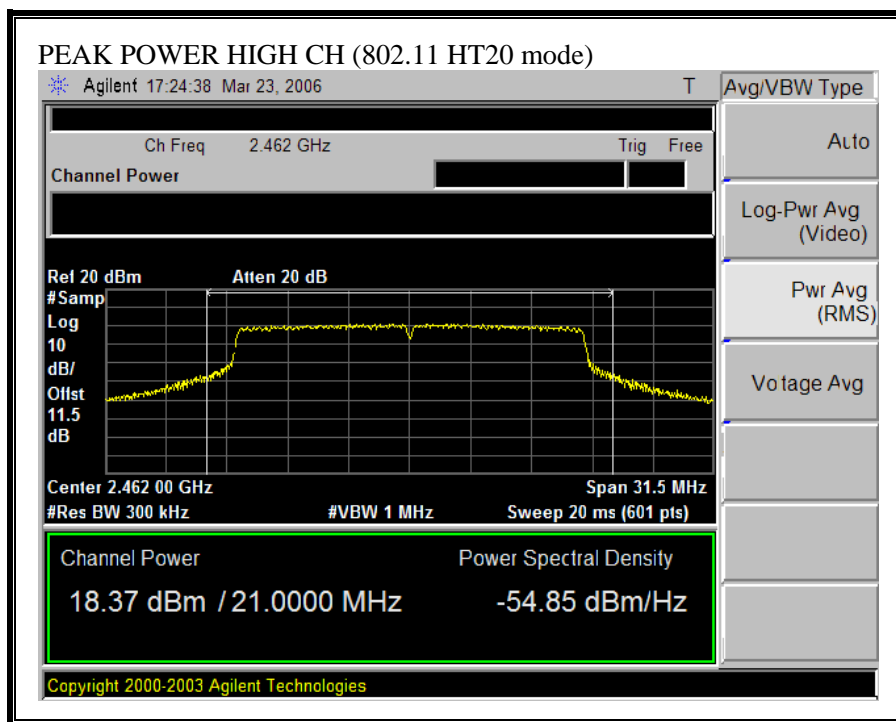 PEAK POWER HIGH CH (802.11 HT20 mode)
Agilent 17:24:38 Mar 23, 2006 T
Avg/VBW Type
Ch Freq 2.462 GHz Trig Free
Channel Power
Auto
Log-Pwr Avg
(Video)
Pwr Avg
(RMS)
Vo tage Avg
Ref 20 dBm Atten 20 dB
#Samp
Log
10
dB/
Offst
11.5
dB
Center 2.462 00 GHz Span 31.5 MHz
#Res BW 300 kHz #VBW 1 MHz Sweep 20 ms (601 pts)
Channel Power Power Spectral Density
18.37 dBm / 21.0000 MHz -54.85 dBm/Hz
Copyright 2000-2003 Agilent Technologies